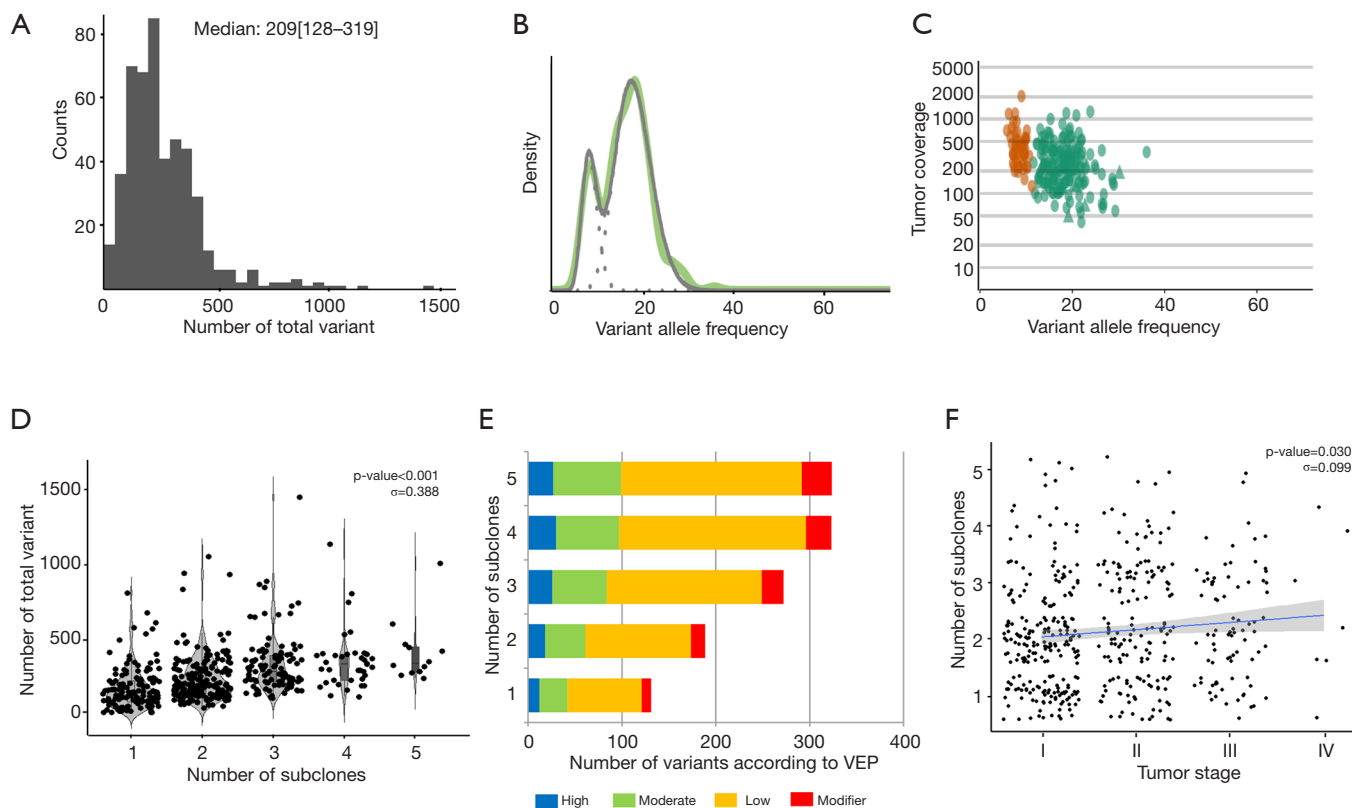 A
Median: 209[128–319]
80
60
40
20
Counts
0
500
1000
1500
Number of total variant
B
Density
0
20
40
60
Variant allele frequency
C
5000
2000
1000
500
200
100
50
20
10
Tumor coverage
0
20
40
60
Variant allele frequency
D
p-value<0.001
σ=0.388
1500
1000
500
0
Number of total variant
1
2
3
4
5
Number of subclones
E
5
4
3
2
1
Number of subclones
0
100
200
300
400
Number of variants according to VEP
High
Moderate
Low
Modifier
F
p-value=0.030
σ=0.099
5
4
3
2
1
Number of subclones
I
II
III
IV
Tumor stage